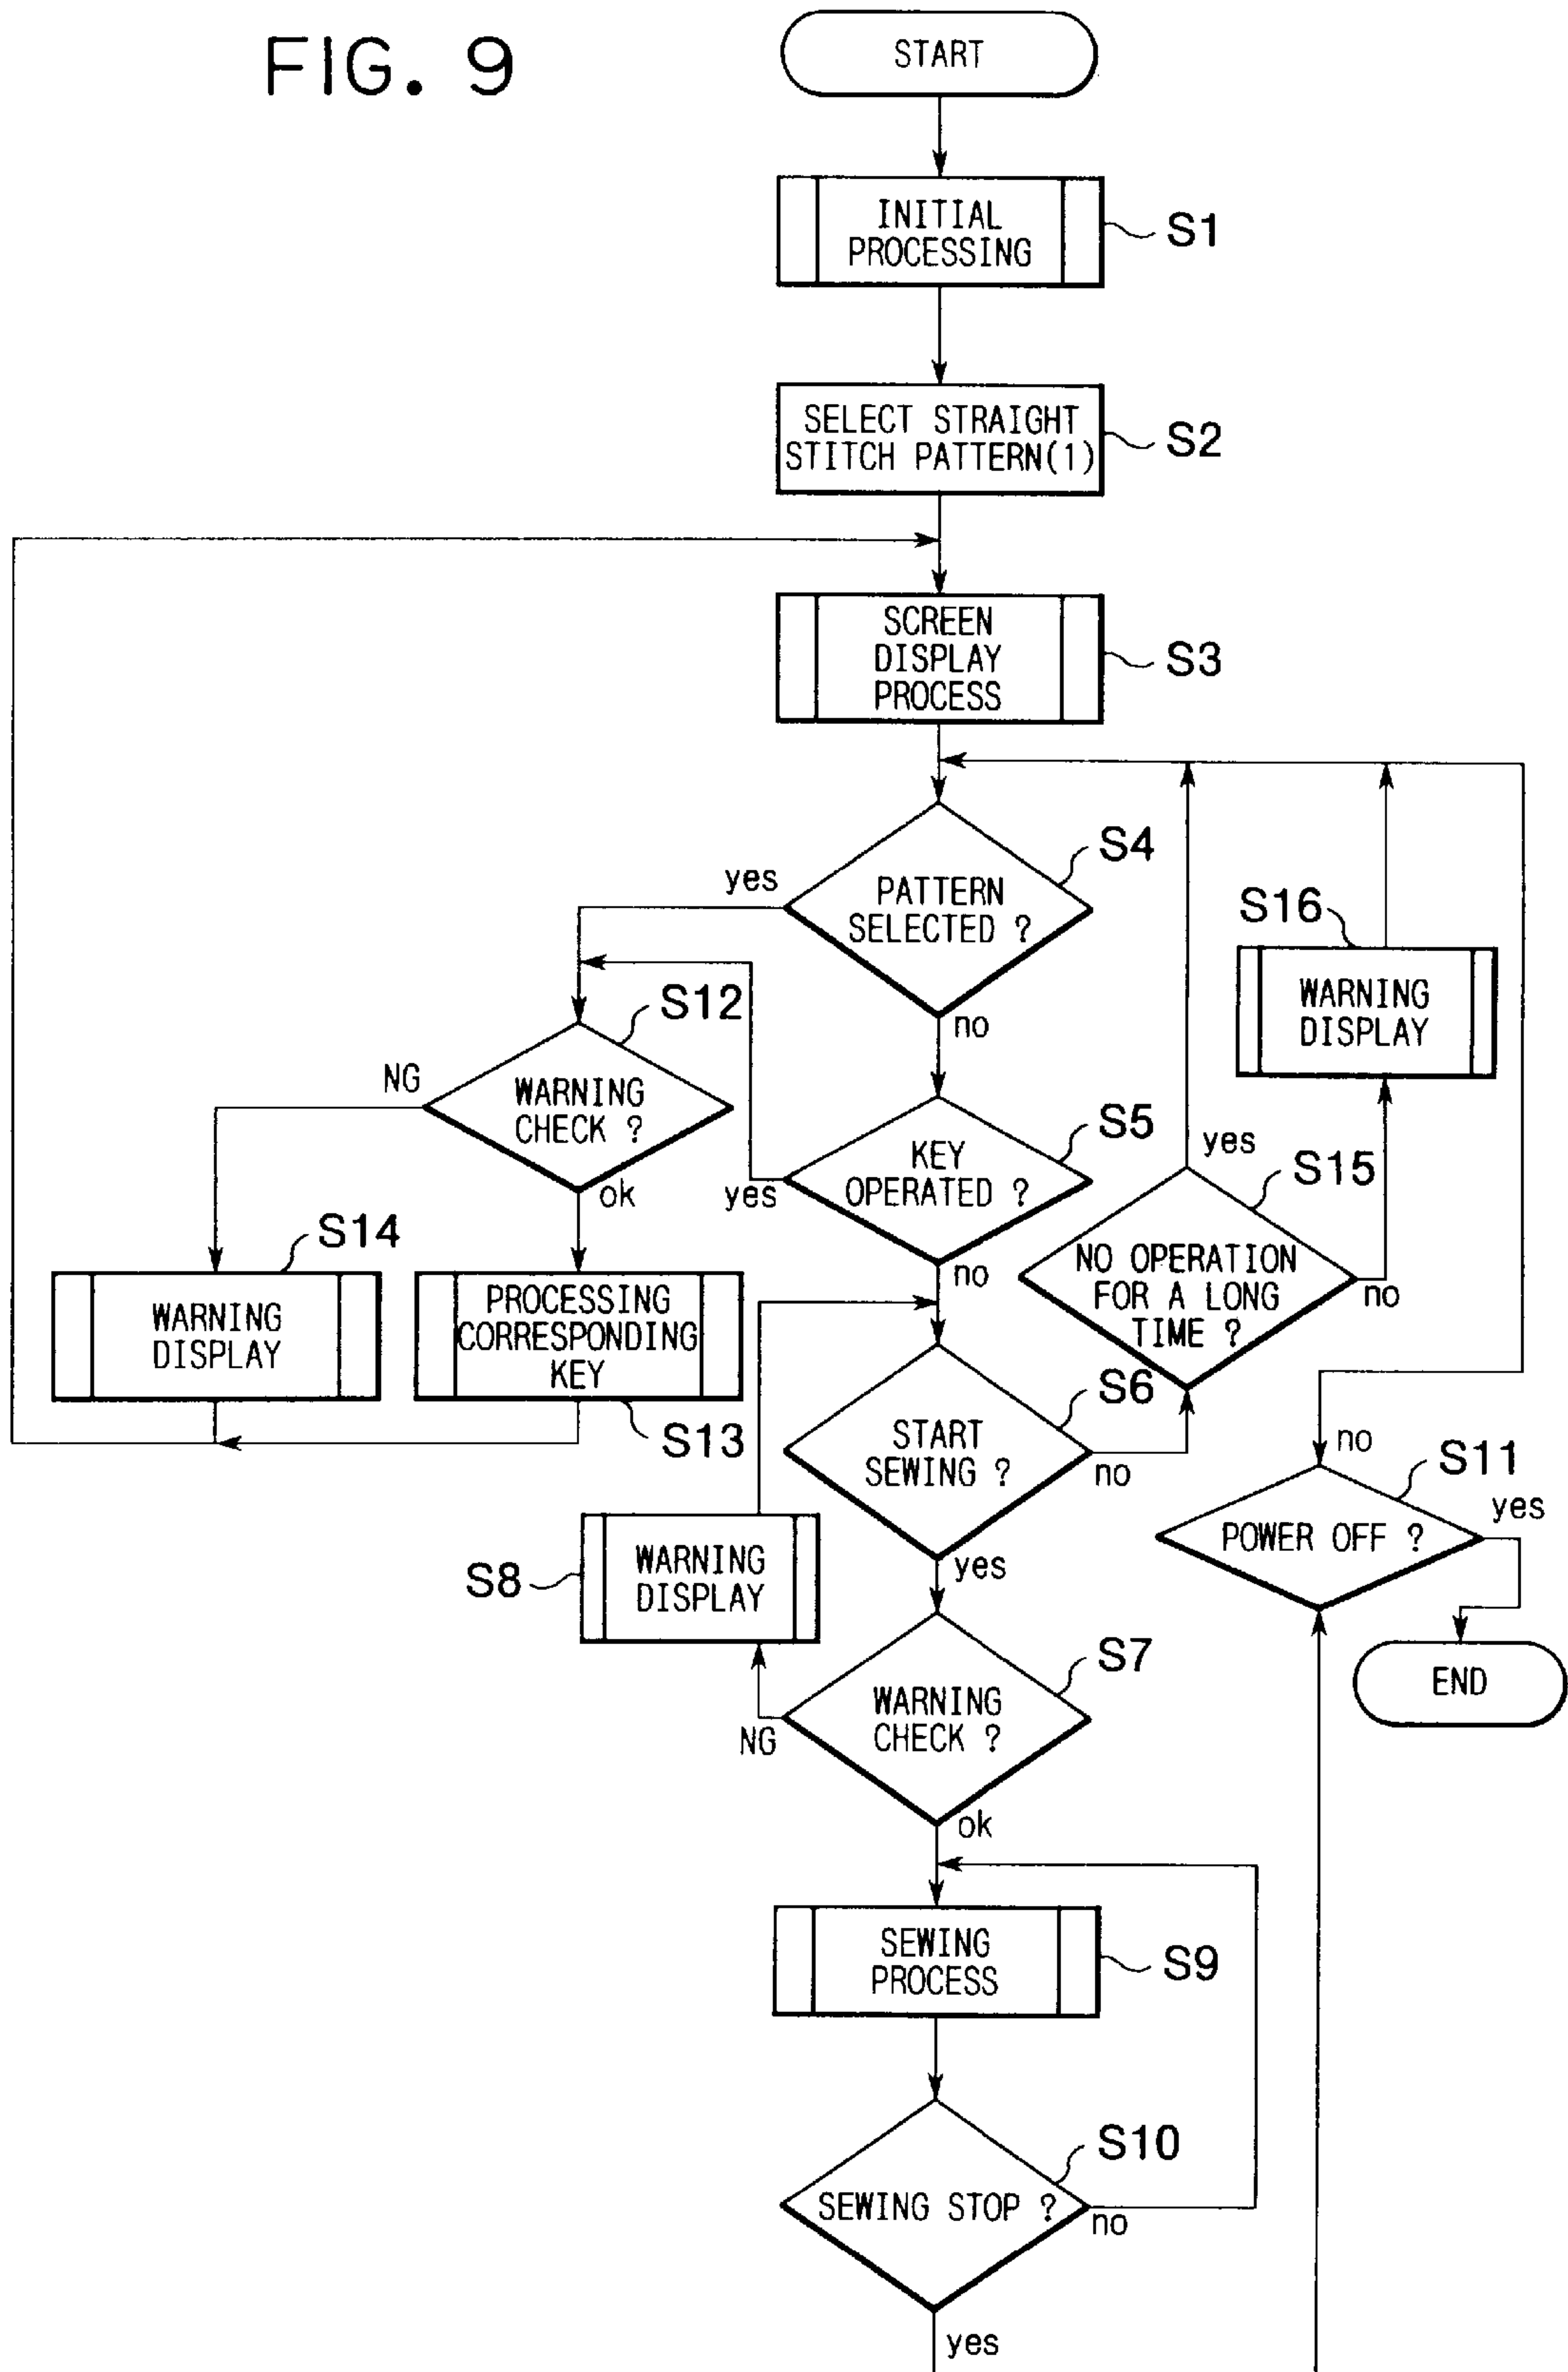 FIG. 9
START
INITIAL
PROCESSING
S1
SELECT STRAIGHT
STITCH PATTERN(1)
S2
SCREEN
DISPLAY
PROCESS
S3
S4
yes
PATTERN
SELECTED ?
no
S16
WARNING
DISPLAY
S12
NG
WARNING
CHECK ?
ok
S5
yes
KEY
OPERATED ?
no
yes
S15
NO OPERATION
FOR A LONG
TIME ?
no
S14
WARNING
DISPLAY
PROCESSING
CORRESPONDING
KEY
S13
S6
START
SEWING ?
no
yes
no
S11
POWER OFF ?
yes
END
S8
WARNING
DISPLAY
S7
WARNING
CHECK ?
NG
ok
SEWING
PROCESS
S9
S10
SEWING STOP ?
no
yes